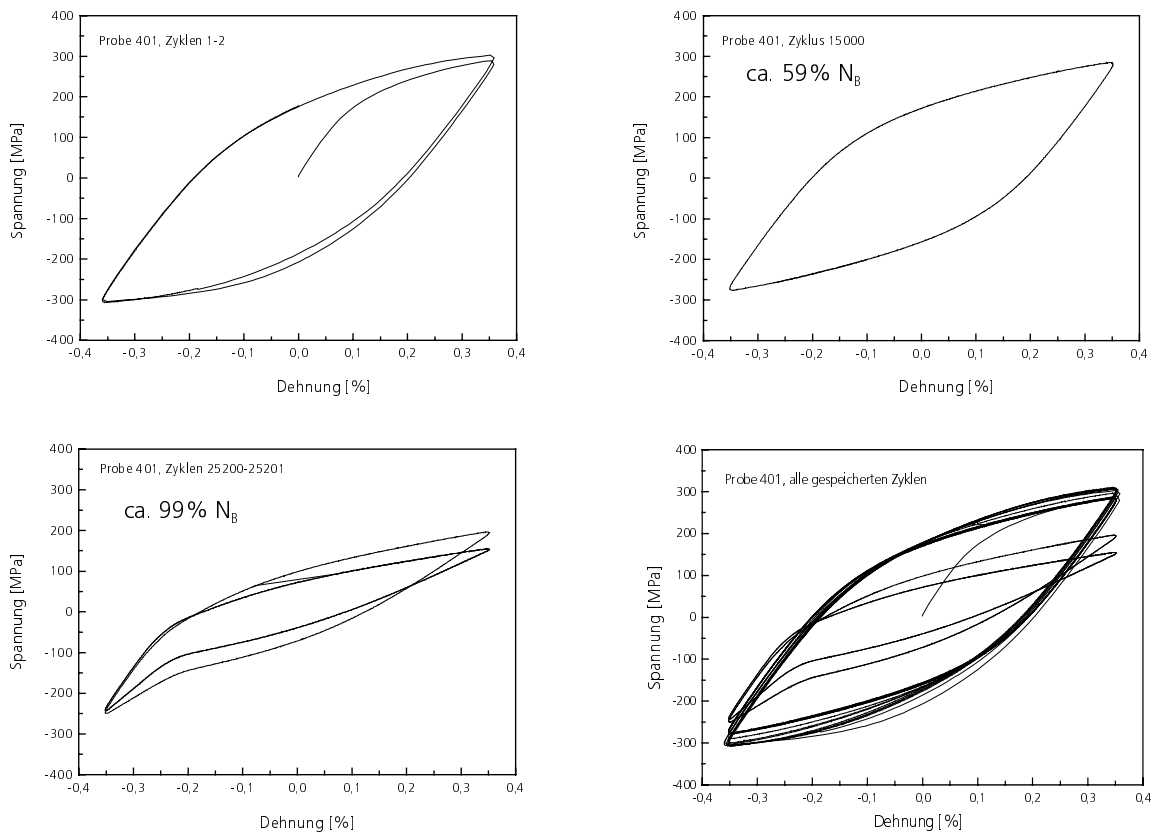 400
300
200
100
0
-100
-200
-300
-400
Spannung [MPa]
Probe 401, Zyklen 1-2
-0,4 -0,3 -0,2 -0,1 0,0 0,1 0,2 0,3 0,4
Dehnung [%]
400
300
200
100
0
-100
-200
-300
-400
Spannung [MPa]
Probe 401, Zyklus 15000
ca. 59% NB
-0,4 -0,3 -0,2 -0,1 0,0 0,1 0,2 0,3 0,4
Dehnung [%]
400
300
200
100
0
-100
-200
-300
-400
Spannung [MPa]
Probe 401, Zyklen 25200-25201
ca. 99% NB
-0,4 -0,3 -0,2 -0,1 0,0 0,1 0,2 0,3 0,4
Dehnung [%]
400
300
200
100
0
-100
-200
-300
-400
Spannung [MPa]
Probe 401, alle gespeicherten Zyklen
-0,4 -0,3 -0,2 -0,1 0,0 0,1 0,2 0,3 0,4
Dehnung [%]